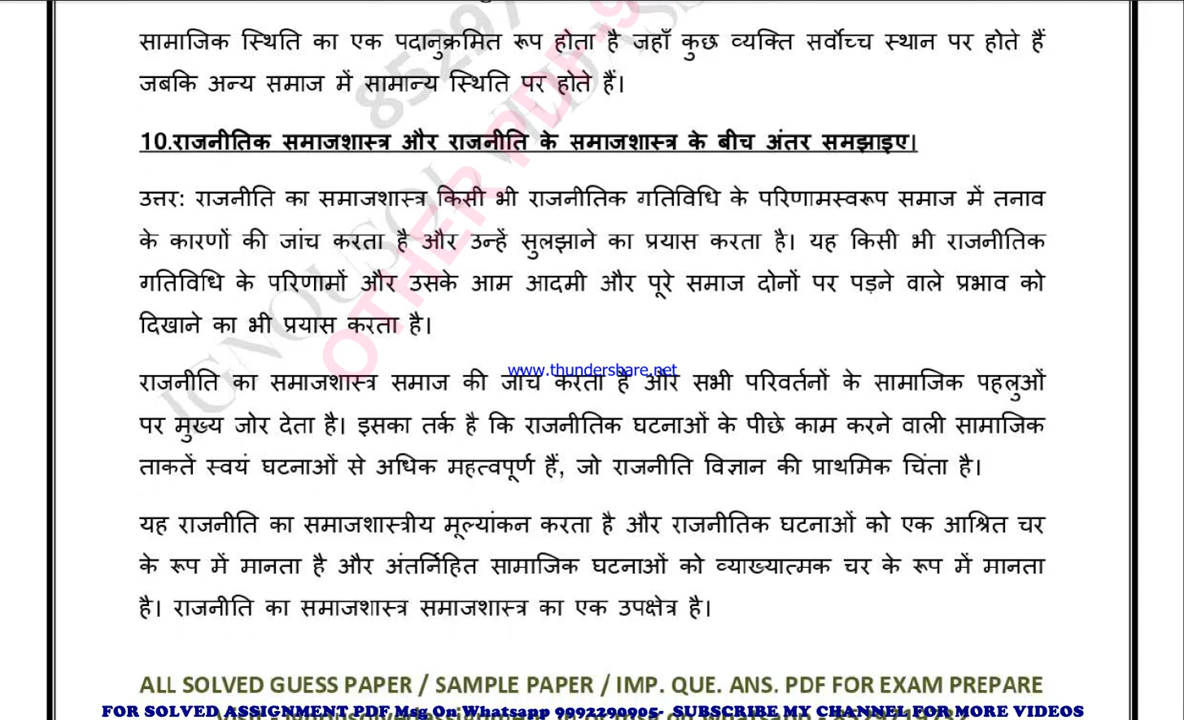 सामाजिक स्थिति का एक पदानुक्रमित रूप होता है जहाँ कुछ व्यक्ति सर्वोच्च स्थान पर होते हैं
जबकि अन्य समाज में सामान्य स्थिति पर होते हैं।
10.राजनीतिक समाजशास्त्र और राजनीति के समाजशास्त्र के बीच अंतर समझाइए।
उत्तर: राजनीति का समाजशास्त्र किसी भी राजनीतिक गतिविधि के परिणामस्वरूप समाज में तनाव
के कारणों की जांच करता है और उन्हें सुलझाने का प्रयास करता है। यह किसी भी राजनीतिक
गतिविधि के परिणामों और उसके आम आदमी और पूरे समाज दोनों पर पड़ने वाले प्रभाव को
दिखाने का भी प्रयास करता है।
www.thundershare.net
राजनीति का समाजशास्त्र समाज की जांच करता है और सभी परिवर्तनों के सामाजिक पहलुओं
पर मुख्य जोर देता है। इसका तर्क है कि राजनीतिक घटनाओं के पीछे काम करने वाली सामाजिक
ताकतें स्वयं घटनाओं से अधिक महत्वपूर्ण हैं, जो राजनीति विज्ञान की प्राथमिक चिंता है।
यह राजनीति का समाजशास्त्रीय मूल्यांकन करता है और राजनीतिक घटनाओं को एक आश्रित चर
के रूप में मानता है और अंतर्निहित सामाजिक घटनाओं को व्याख्यात्मक चर के रूप में मानता
है। राजनीति का समाजशास्त्र समाजशास्त्र का एक उपक्षेत्र है।
ALL SOLVED GUESS PAPER / SAMPLE PAPER / IMP. QUE. ANS. PDF FOR EXAM PREPARE
FOR SOLVED ASSIGNMENT PDF Msg On Whatsapp 9992290905- SUBSCRIBE MY CHANNEL FOR MORE VIDEOS